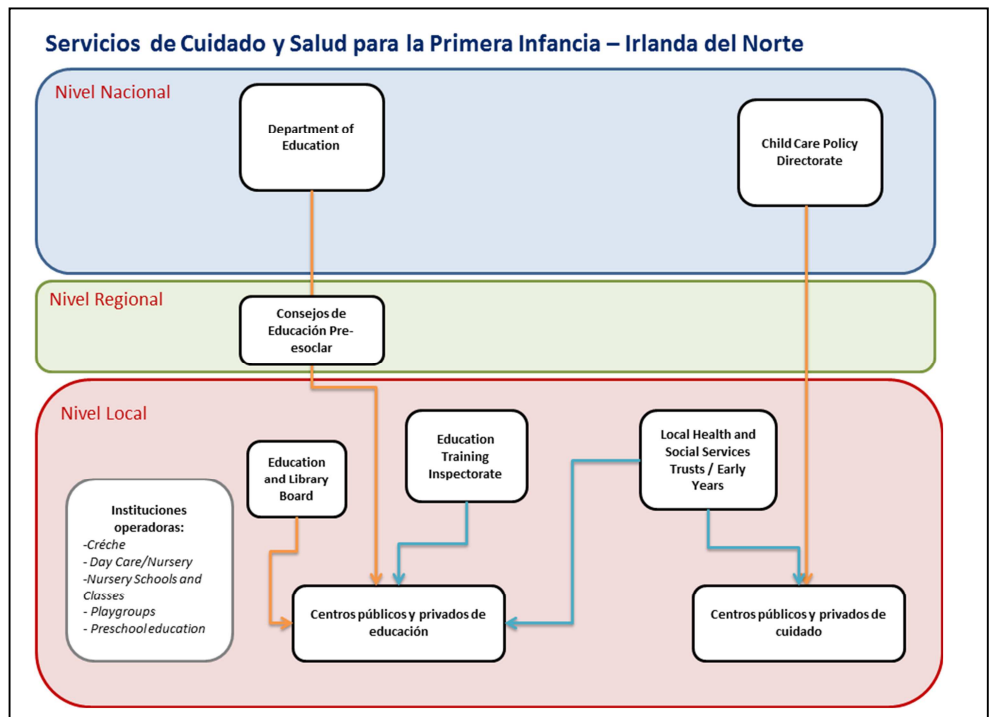 Servicios de Cuidado y Salud para la Primera Infancia – Irlanda del Norte
Nivel Nacional
Department of
Education
Child Care Policy
Directorate
Nivel Regional
Consejos de
Educación Pre-
esoclar
Nivel Local
Education
and Library
Board
Education
Training
Inspectorate
Local Health and
Social Services
Trusts / Early
Years
Instituciones
operadoras:
-Créche
- Day Care/Nursery
-Nursery Schools and
Classes
- Playgroups
- Preschool education
Centros públicos y privados de
educación
Centros públicos y privados de
cuidado